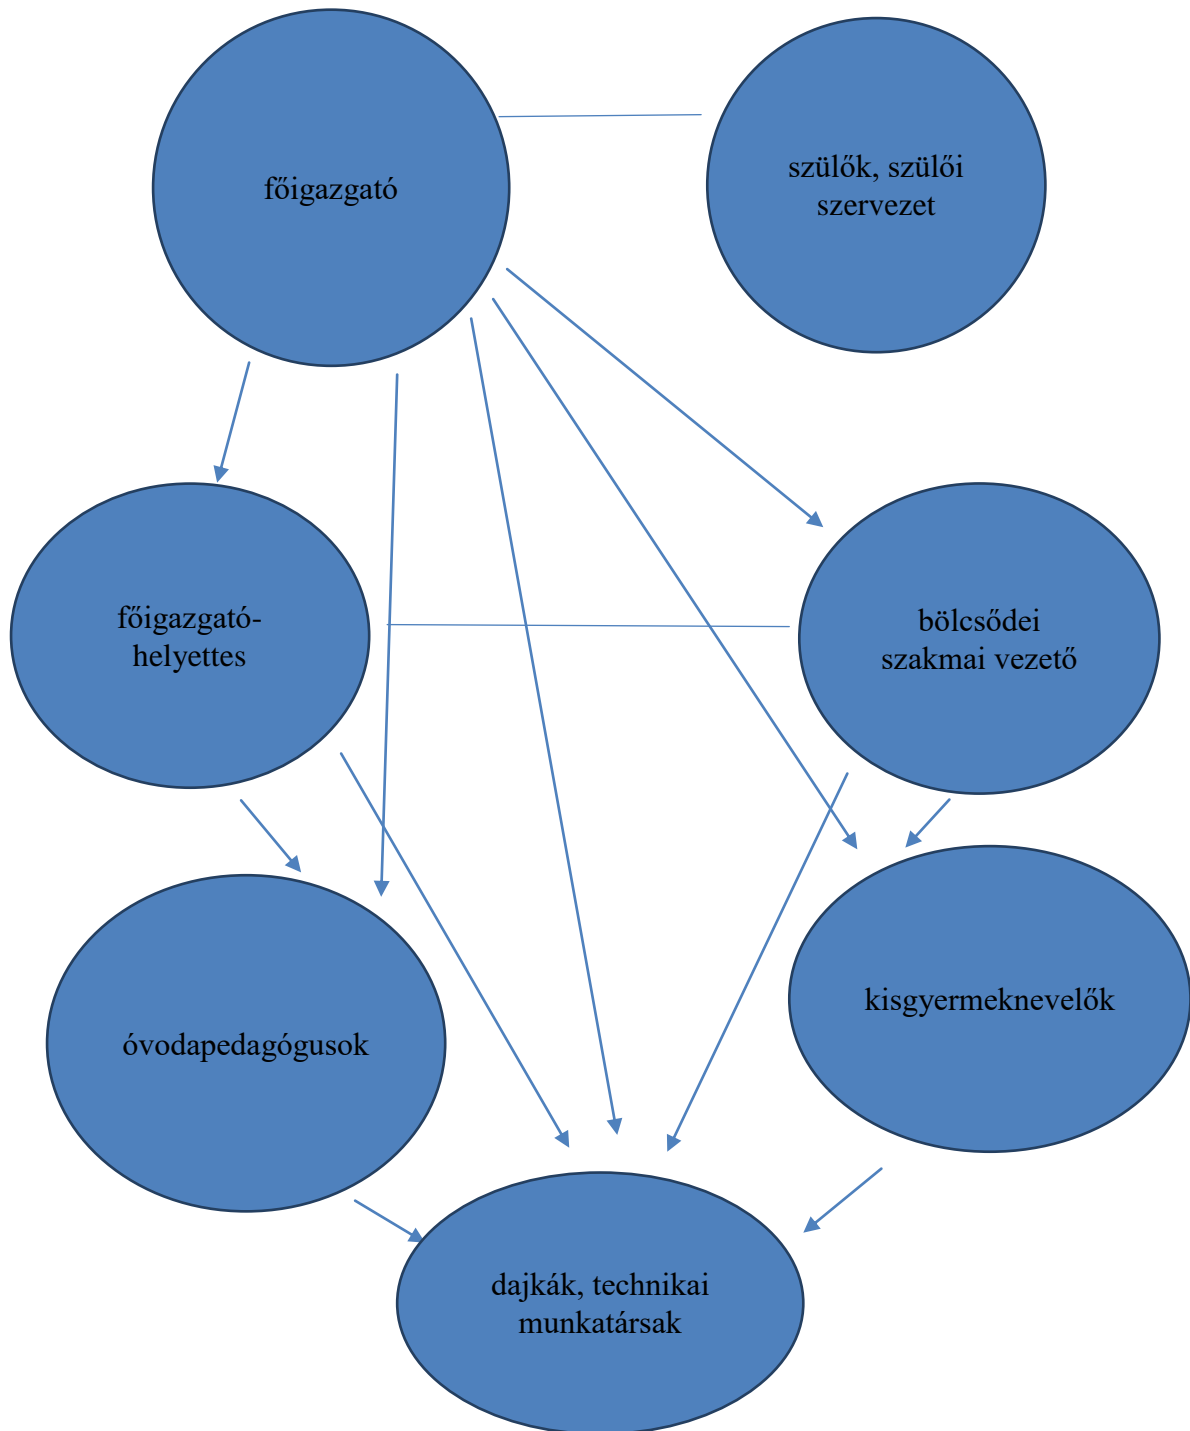 főigazgató
szülők, szülői
szervezet
főigazgató-
helyettes
bölcsődei
szakmai vezető
óvodapedagógusok
kisgyermeknevelők
dajkák, technikai
munkatársak